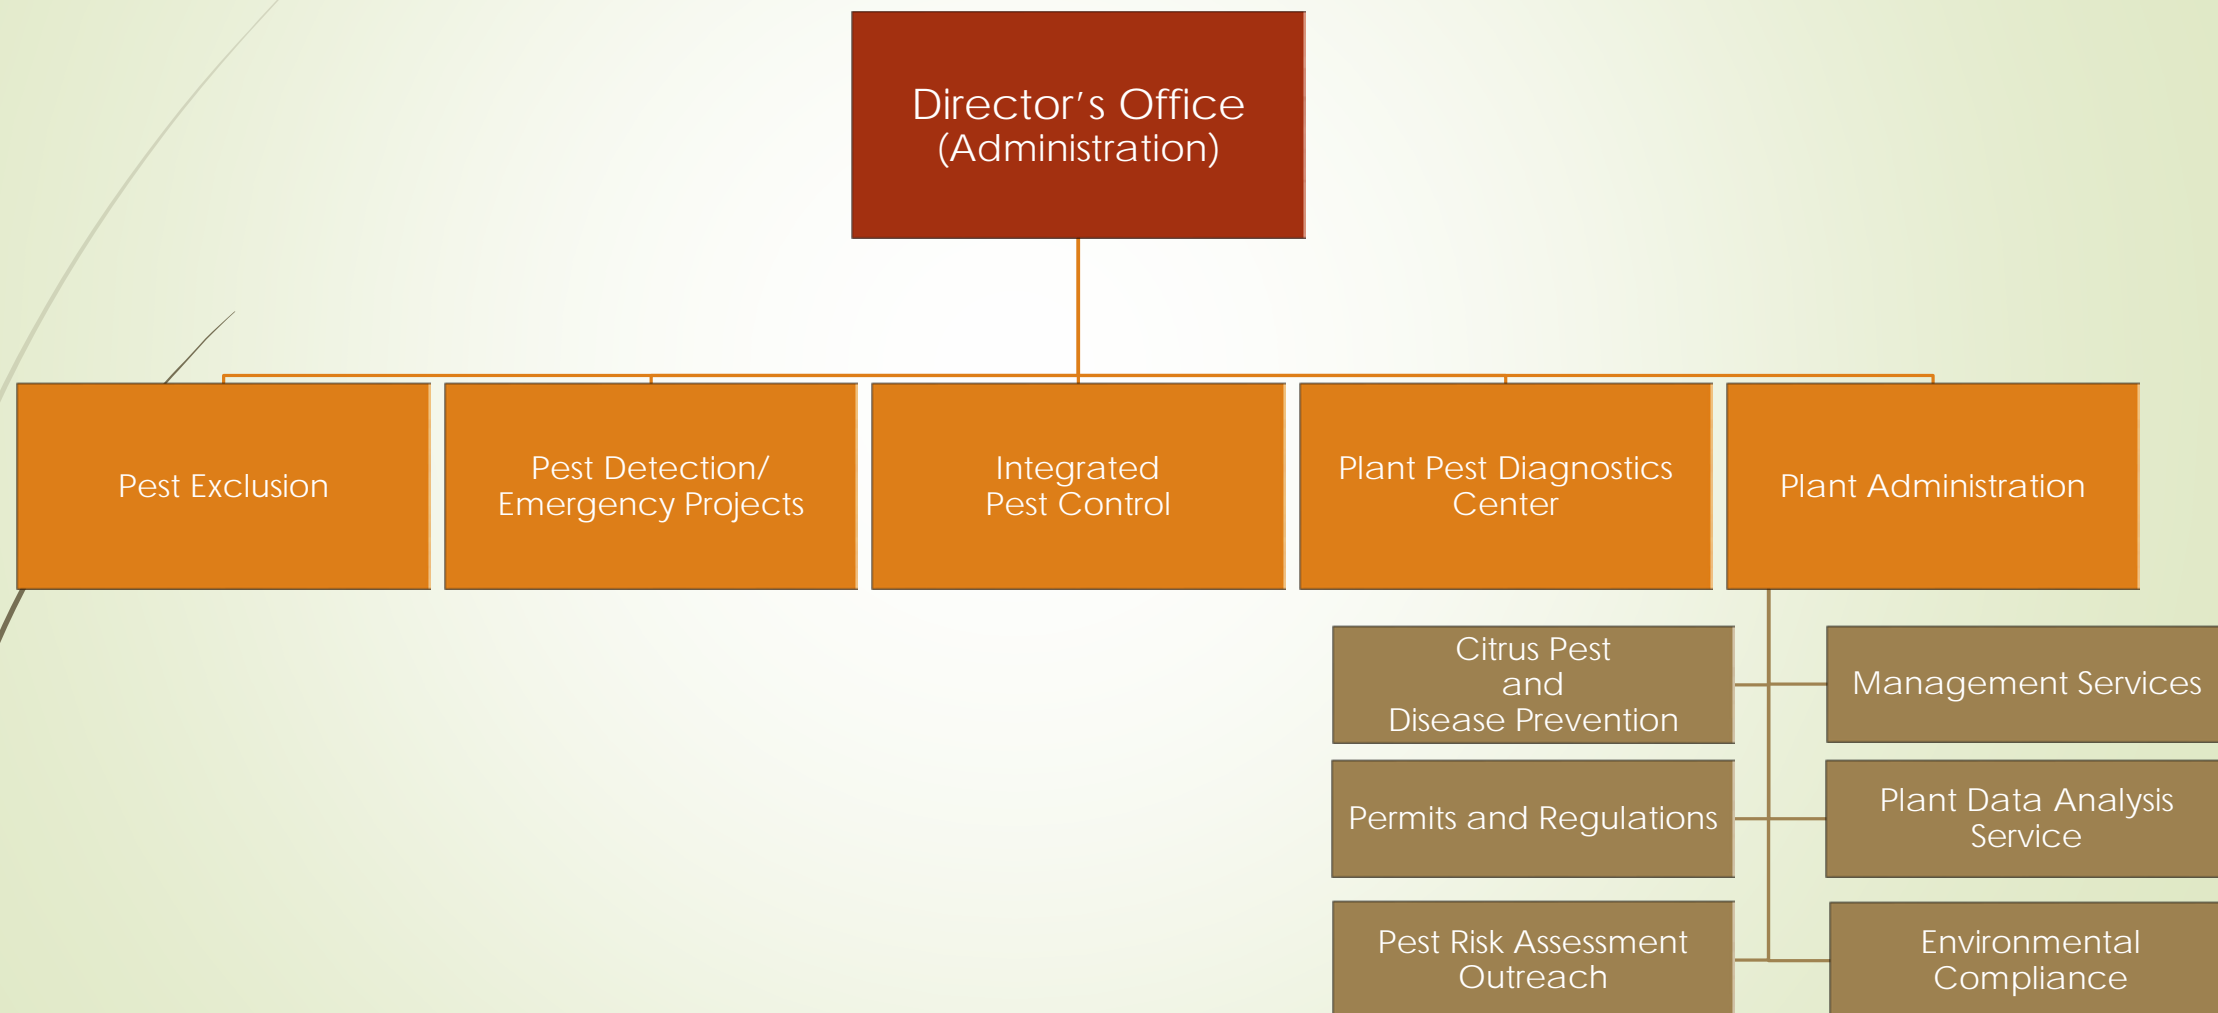 Director’s Office
(Administration)
Pest Exclusion
Pest Detection/
Emergency Projects
Integrated
Pest Control
Plant Pest Diagnostics
Center
Plant Administration
Citrus Pest
and
Disease Prevention
Management Services
Permits and Regulations
Plant Data Analysis
Service
Pest Risk Assessment
Outreach
Environmental
Compliance